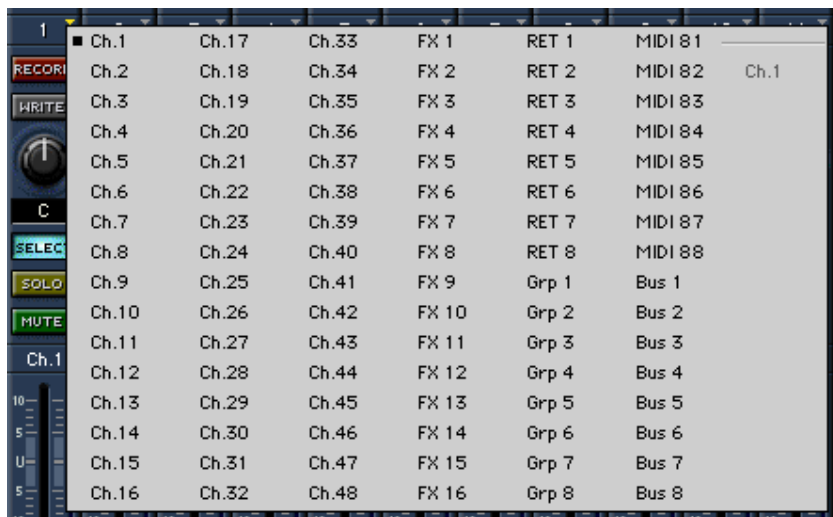 1
■ Ch.1 Ch.17 Ch.33 FX 1 RET 1 MIDI 81
RECORD
Ch.2 Ch.18 Ch.34 FX 2 RET 2 MIDI 82 Ch.1
WRITE
Ch.3 Ch.19 Ch.35 FX 3 RET 3 MIDI 83
Ch.4 Ch.20 Ch.36 FX 4 RET 4 MIDI 84
Ch.5 Ch.21 Ch.37 FX 5 RET 5 MIDI 85
Ch.6 Ch.22 Ch.38 FX 6 RET 6 MIDI 86
C
Ch.7 Ch.23 Ch.39 FX 7 RET 7 MIDI 87
SELECT
Ch.8 Ch.24 Ch.40 FX 8 RET 8 MIDI 88
SOLO
Ch.9 Ch.25 Ch.41 FX 9 Grp 1 Bus 1
MUTE
Ch.10 Ch.26 Ch.42 FX 10 Grp 2 Bus 2
Ch.11 Ch.27 Ch.43 FX 11 Grp 3 Bus 3
Ch.1
Ch.12 Ch.28 Ch.44 FX 12 Grp 4 Bus 4
10
Ch.13 Ch.29 Ch.45 FX 13 Grp 5 Bus 5
5
Ch.14 Ch.30 Ch.46 FX 14 Grp 6 Bus 6
U
Ch.15 Ch.31 Ch.47 FX 15 Grp 7 Bus 7
5
Ch.16 Ch.32 Ch.48 FX 16 Grp 8 Bus 8